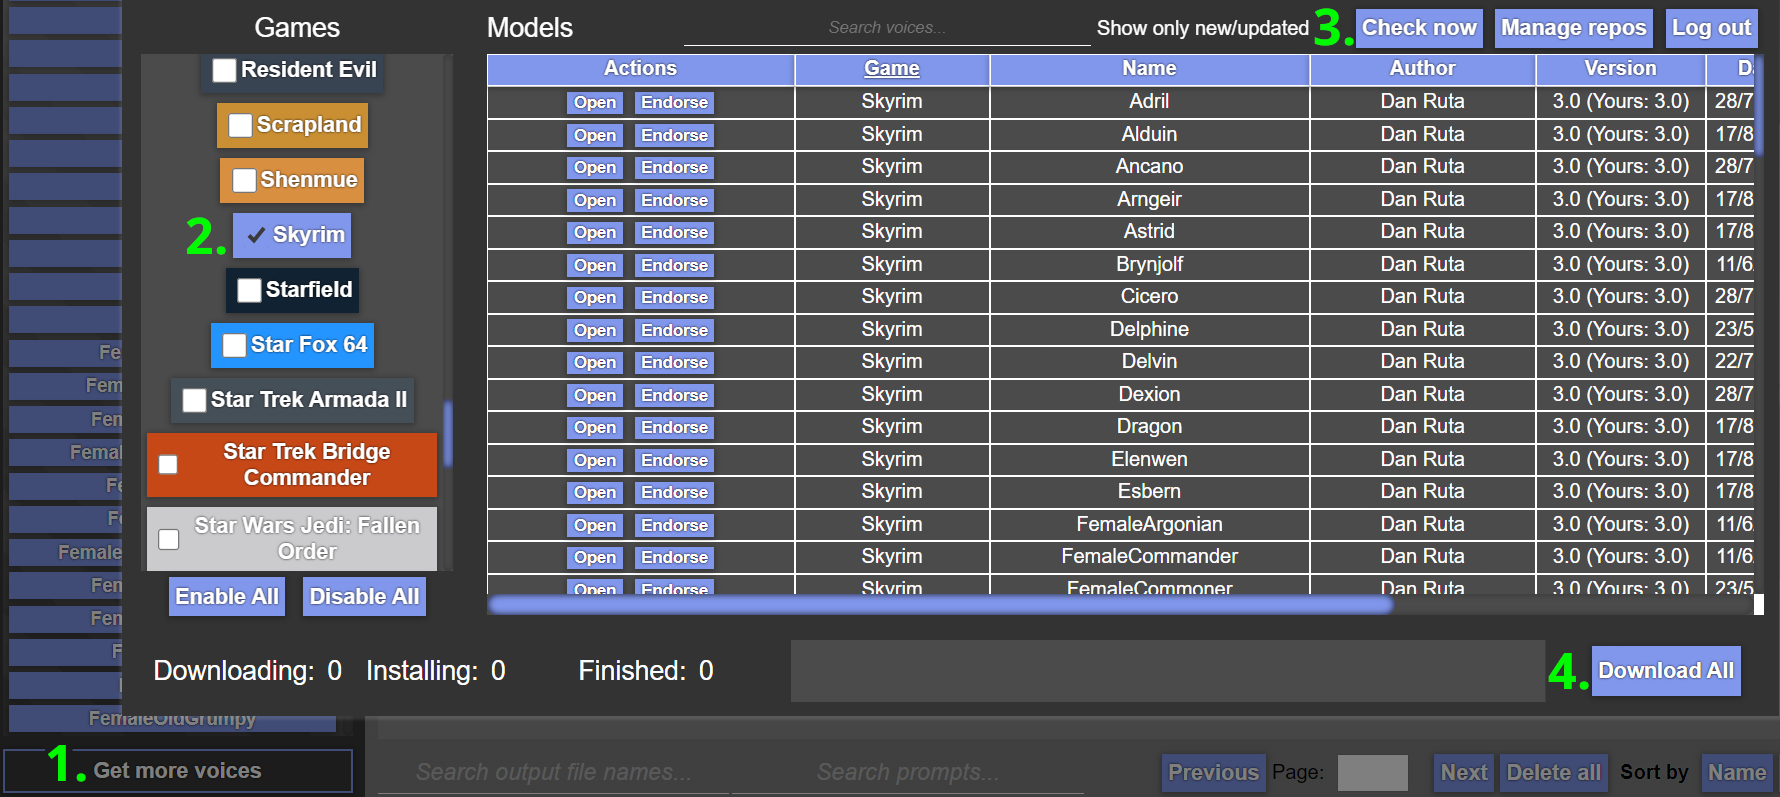 Games
Models
Search voices...
Show only new/updated
3.
Check now
Manage repos
Log out
Resident Evil
Scrapland
Shenmue
2.
Skyrim
Starfield
Star Fox 64
Star Trek Armada II
Star Trek Bridge
Commander
Star Wars Jedi: Fallen
Order
Enable All
Disable All
Actions Game Name Author Version
Open Endorse Skyrim Adril Dan Ruta 3.0 (Yours: 3.0) 28/7
Open Endorse Skyrim Alduin Dan Ruta 3.0 (Yours: 3.0) 17/8
Open Endorse Skyrim Ancano Dan Ruta 3.0 (Yours: 3.0) 28/7
Open Endorse Skyrim Arngeir Dan Ruta 3.0 (Yours: 3.0) 17/8
Open Endorse Skyrim Astrid Dan Ruta 3.0 (Yours: 3.0) 17/8
Open Endorse Skyrim Brynjolf Dan Ruta 3.0 (Yours: 3.0) 11/6
Open Endorse Skyrim Cicero Dan Ruta 3.0 (Yours: 3.0) 28/7
Open Endorse Skyrim Delphine Dan Ruta 3.0 (Yours: 3.0) 23/5
Open Endorse Skyrim Delvin Dan Ruta 3.0 (Yours: 3.0) 22/7
Open Endorse Skyrim Dexion Dan Ruta 3.0 (Yours: 3.0) 28/7
Open Endorse Skyrim Dragon Dan Ruta 3.0 (Yours: 3.0) 17/8
Open Endorse Skyrim Elenwen Dan Ruta 3.0 (Yours: 3.0) 17/8
Open Endorse Skyrim Esbern Dan Ruta 3.0 (Yours: 3.0) 17/8
Open Endorse Skyrim FemaleArgonian Dan Ruta 3.0 (Yours: 3.0) 11/6
Open Endorse Skyrim FemaleCommander Dan Ruta 3.0 (Yours: 3.0) 11/6
Open Endorse Skyrim FemaleCommoner Dan Ruta 3.0 (Yours: 3.0) 23/5
Downloading: 0 Installing: 0 Finished: 0
4.
Download All
FemaleOldGrumpy
1.
Get more voices
Search output file names...
Search prompts...
Previous
Page:
Next
Delete all
Sort by
Name